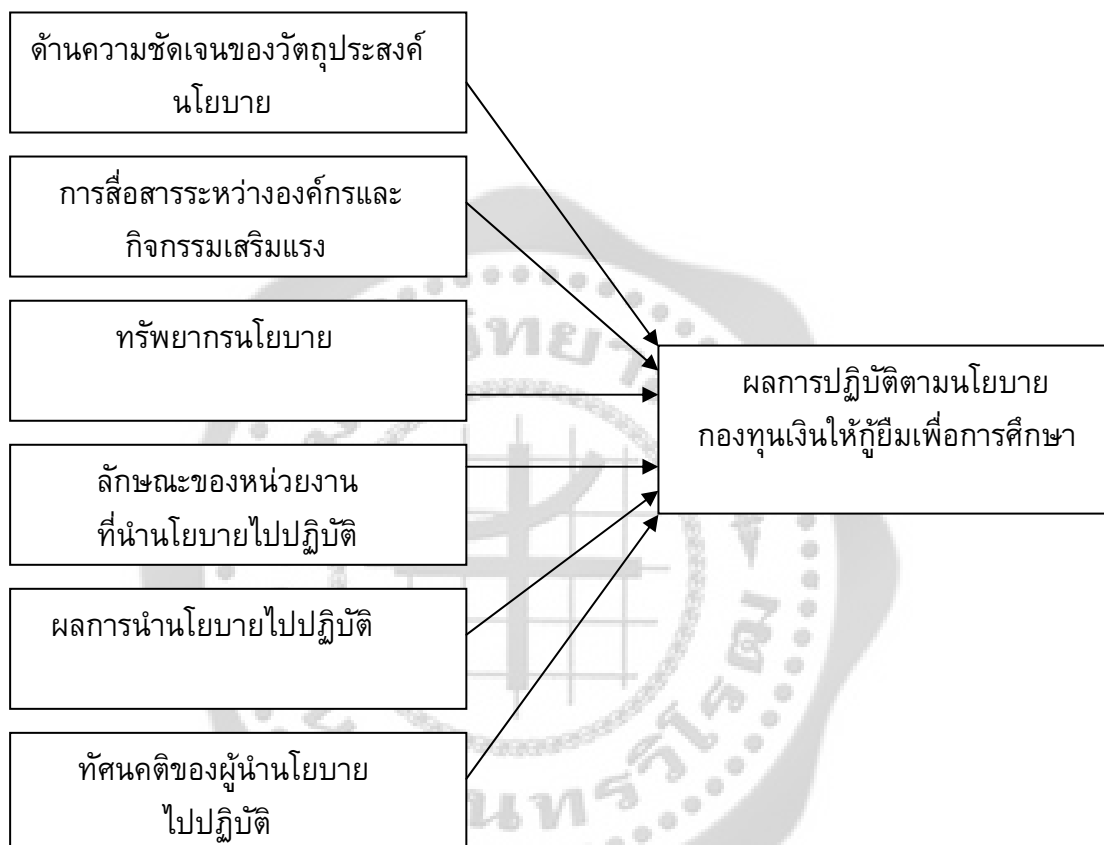 ด้านความชัดเจนของวัตถุประสงค์
นโยบาย
การสื่อสารระหว่างองค์กรและ
กิจกรรมเสริมแรง
ทรัพยากรนโยบาย
ลักษณะของหน่วยงาน
ที่นำนโยบายไปปฏิบัติ
ผลการนำนโยบายไปปฏิบัติ
ทัศนคติของผู้นำนโยบาย
ไปปฏิบัติ
ผลการปฏิบัติตามนโยบาย
กองทุนเงินให้กู้ยืมเพื่อการศึกษา